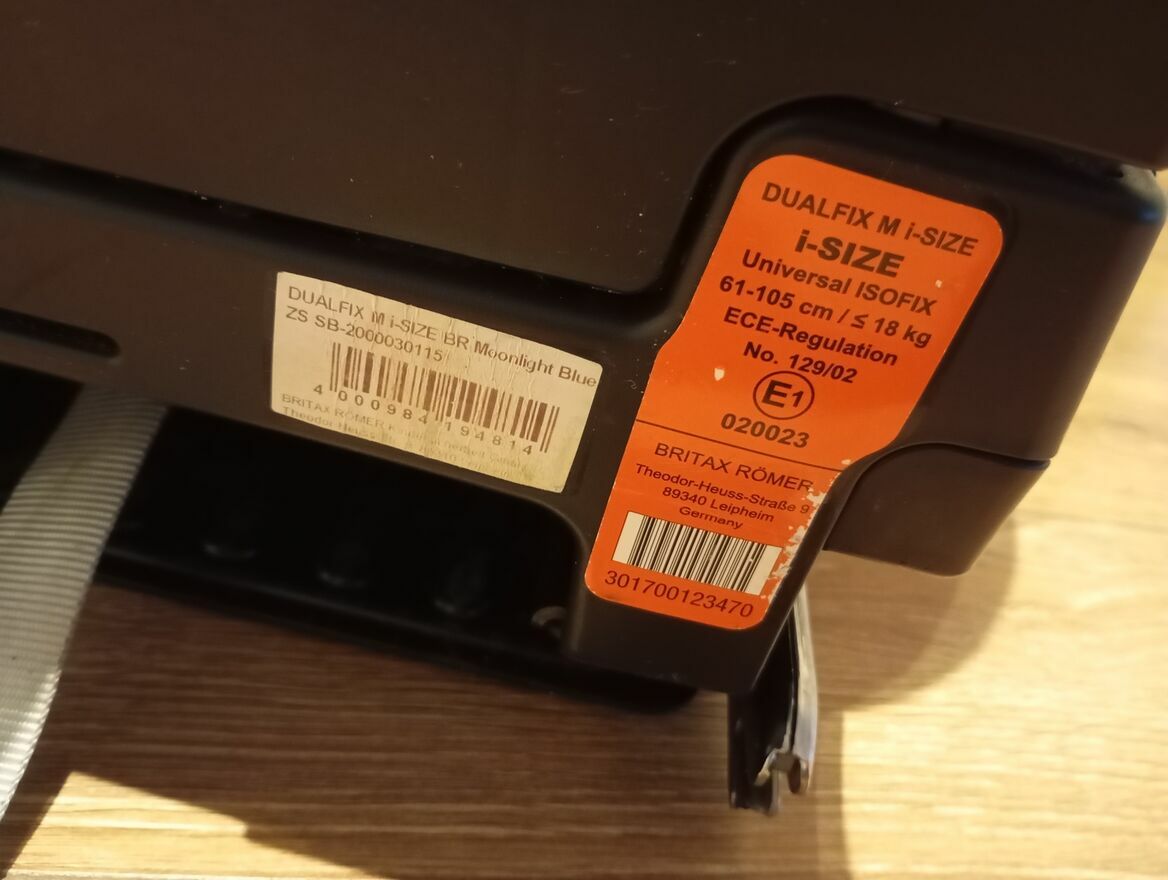 DUALFIX M i-SIZE BR Moonlight Blue
ZS SB-2000030115
4 000984 194814
BRITAX RÖMER
Theodor-Heuss
DUALFIX M i-SIZE
i-SIZE
Universal ISOFIX
61-105 cm / ≤ 18 kg
ECE-Regulation
No. 129/02
E1
020023
BRITAX RÖMER
Theodor-Heuss-Straße 9
89340 Leipheim
Germany
301700123470